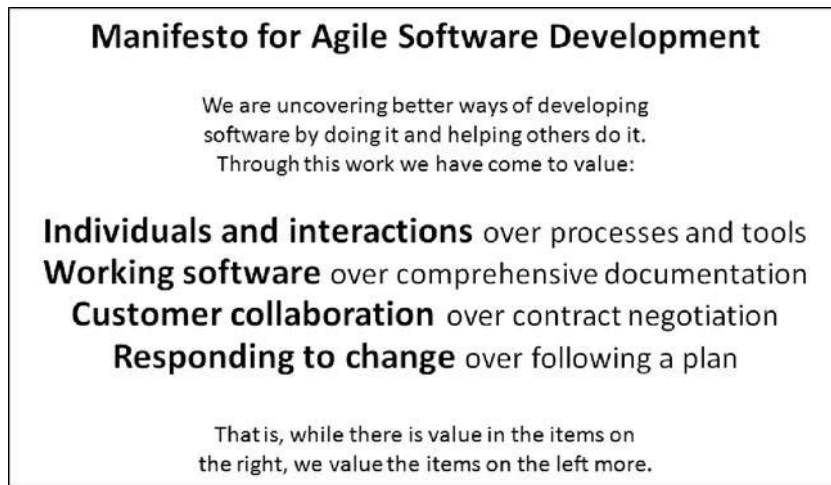 Manifesto for Agile Software Development
We are uncovering better ways of developing
software by doing it and helping others do it.
Through this work we have come to value:
Individuals and interactions over processes and tools
Working software over comprehensive documentation
Customer collaboration over contract negotiation
Responding to change over following a plan
That is, while there is value in the items on
the right, we value the items on the left more.